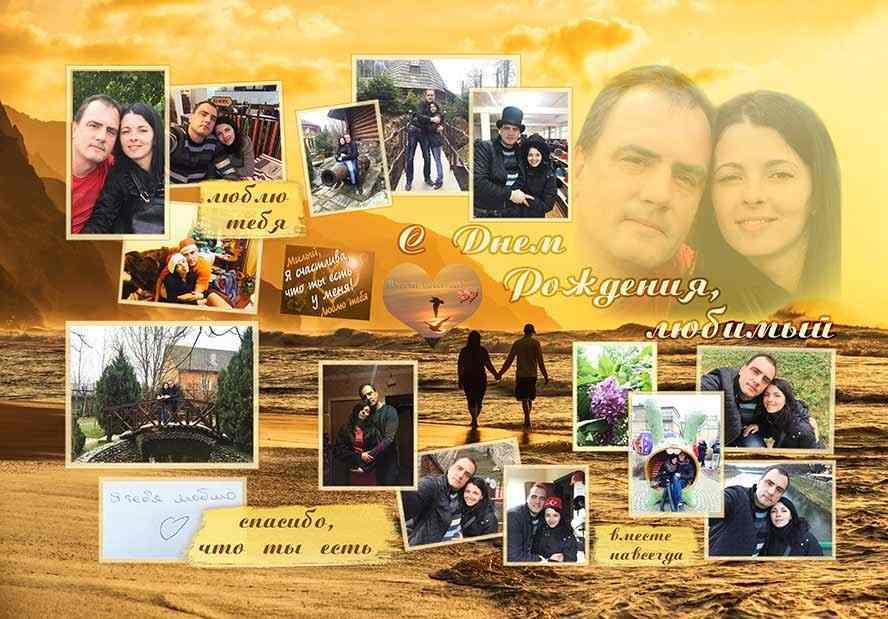 люблю
тебя
С Днем
Рождения,
любимый
Милый,
Я счастлива,
что ты есть
у меня!
Люблю тебя
Я тебя люблю
спасибо,
что ты есть
вместе
навсегда